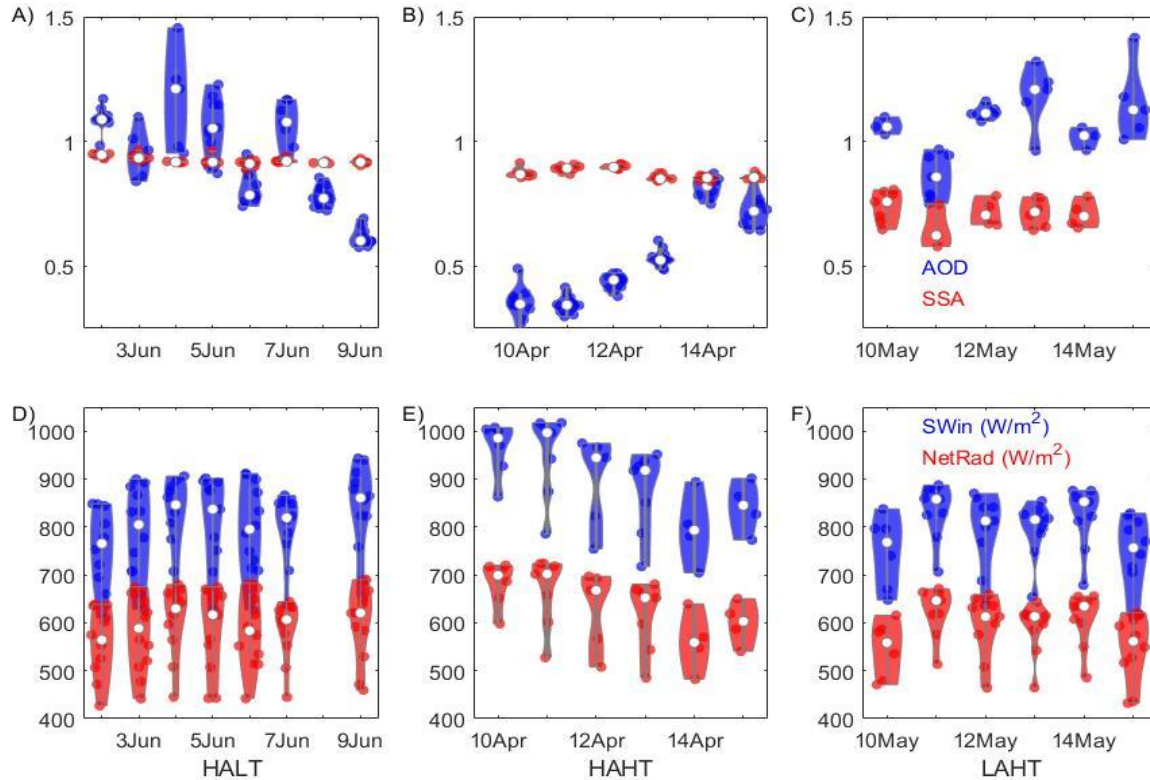 A)
1.5
1
0.5
3Jun 5Jun 7Jun 9Jun
B)
1.5
1
0.5
10Apr 12Apr 14Apr
C)
1.5
1
0.5
AOD
SSA
10May 12May 14May
D)
1000
900
800
700
600
500
400
3Jun 5Jun 7Jun 9Jun
HALT
E)
1000
900
800
700
600
500
400
10Apr 12Apr 14Apr
HAHT
F)
1000
900
800
700
600
500
400
SWin (W/m²)
NetRad (W/m²)
10May 12May 14May
LAHT